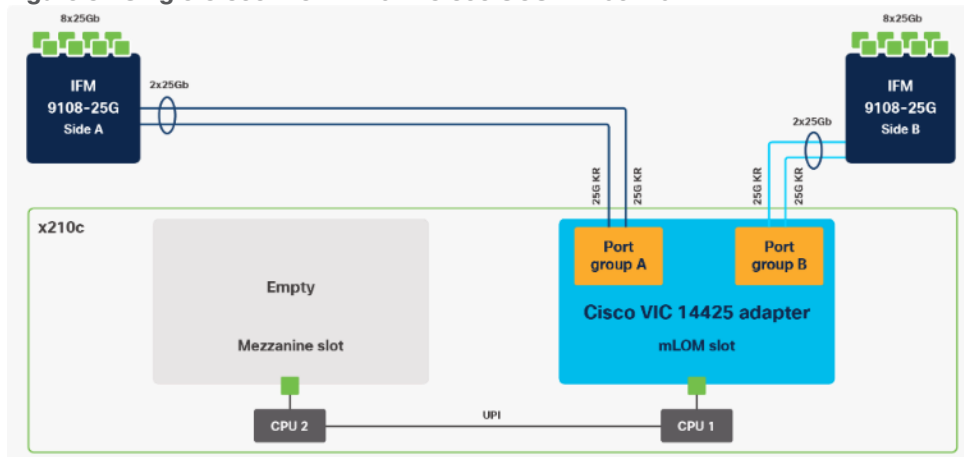 8x25Gb
8x25Gb
IFM
9108-25G
Side A
2x25Gb
IFM
9108-25G
Side B
2x25Gb
25G KR
25G KR
25G KR
25G KR
x210c
Empty
Mezzanine slot
Port
group A
Port
group B
Cisco VIC 14425 adapter
mLOM slot
CPU 2
UPI
CPU 1